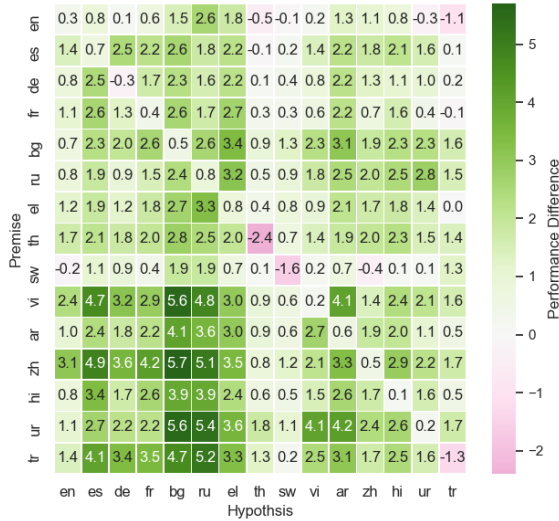 en 0.3 0.8 0.1 0.6 1.5 2.6 1.8 -0.5 -0.1 0.2 1.3 1.1 0.8 -0.3 -1.1
es 1.4 0.7 2.5 2.2 2.6 1.8 2.2 -0.1 0.2 1.4 2.2 1.8 2.1 1.6 0.1
de 0.8 2.5 -0.3 1.7 2.3 1.6 2.2 0.1 0.4 0.8 2.2 1.3 1.1 1.0 0.2
fr 1.1 2.6 1.3 0.4 2.6 1.7 2.7 0.3 0.3 0.6 2.2 0.7 1.6 0.4 -0.1
bg 0.7 2.3 2.0 2.6 0.5 2.6 3.4 0.9 1.3 2.3 3.1 1.9 2.3 2.3 1.6
ru 0.8 1.9 0.9 1.5 2.4 0.8 3.2 0.5 0.9 1.8 2.5 2.0 2.5 2.8 1.5
el 1.2 1.9 1.2 1.8 2.7 3.3 0.8 0.4 0.8 0.9 2.1 1.7 1.8 1.4 0.0
th 1.7 2.1 1.8 2.0 2.8 2.5 2.0 -2.4 0.7 1.4 1.9 2.0 2.3 1.5 1.4
sw -0.2 1.1 0.9 0.4 1.9 1.9 0.7 0.1 -1.6 0.2 0.7 -0.4 0.1 0.1 1.3
vi 2.4 4.7 3.2 2.9 5.6 4.8 3.0 0.9 0.6 0.2 4.1 1.4 2.4 2.1 1.6
ar 1.0 2.4 1.8 2.2 4.1 3.6 3.0 0.9 0.6 2.7 0.6 1.9 2.0 1.1 0.5
zh 3.1 4.9 3.6 4.2 5.7 5.1 3.5 0.8 1.2 2.1 3.3 0.5 2.9 2.2 1.7
hi 0.8 3.4 1.7 2.6 3.9 3.9 2.4 0.6 0.5 1.5 2.6 1.7 0.1 1.6 0.5
ur 1.1 2.7 2.2 2.2 5.6 5.4 3.6 1.8 1.1 4.1 4.2 2.4 2.6 0.2 1.7
tr 1.4 4.1 3.4 3.5 4.7 5.2 3.3 1.3 0.2 2.5 3.1 1.7 2.5 1.6 -1.3
en es de fr bg ru el th sw vi ar zh hi ur tr
Hypothsis
Premise
5
4
3
2
1
0
−1
−2
Performance Difference